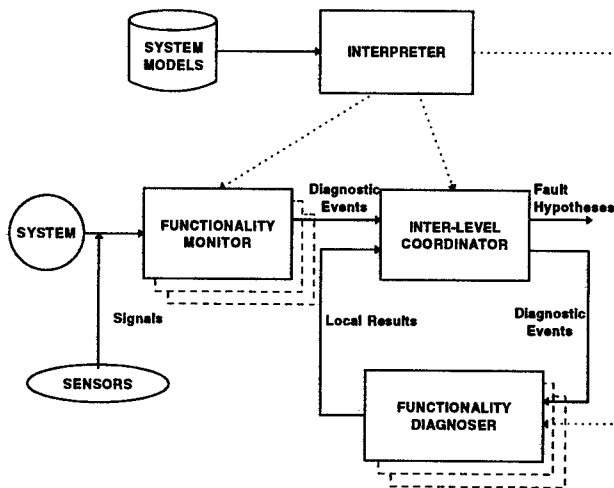 SYSTEM
MODELS
INTERPRETER
Diagnostic
Events
Fault
Hypotheses
SYSTEM
FUNCTIONALITY
MONITOR
INTER-LEVEL
COORDINATOR
Signals
Local Results
Diagnostic
Events
SENSORS
FUNCTIONALITY
DIAGNOSER